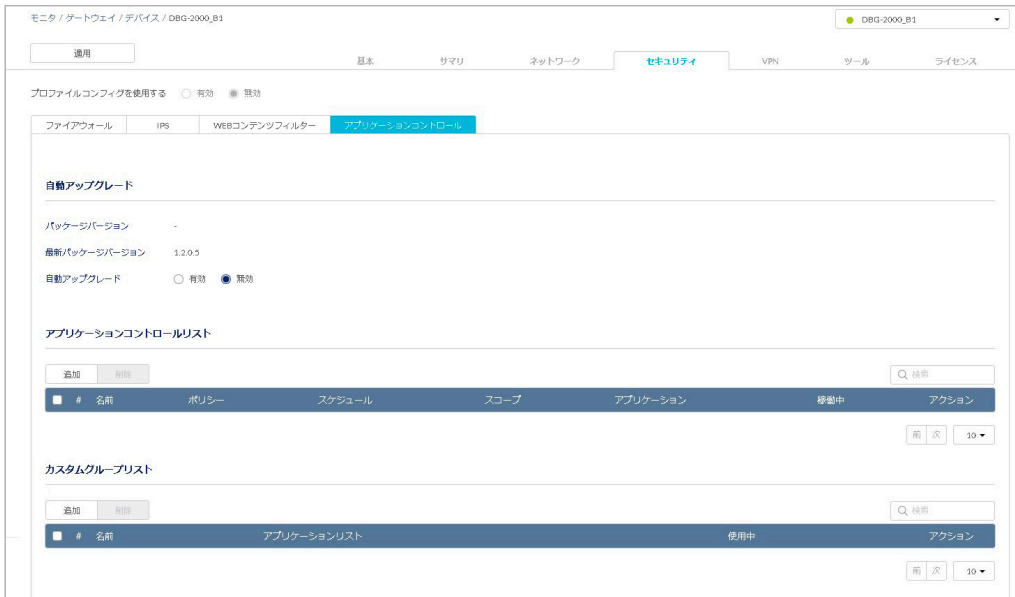 モニタ / ゲートウェイ / デバイス / DBG-2000_B1
DBG-2000_B1
適用
基本 サマリ ネットワーク セキュリティ VPN ツール ライセンス
プロファイルコンフィグを使用する 有効 無効
ファイアウォール IPS WEBコンテンツフィルター アプリケーションコントロール
自動アップグレード
パッケージバージョン -
最新パッケージバージョン 1.2.0.5
自動アップグレード 有効 無効
アプリケーションコントロールリスト
追加 削除 検索
# 名前 ポリシー スケジュール スコープ アプリケーション 稼働中 アクション
前 次 10
カスタムグループリスト
追加 削除 検索
# 名前 アプリケーションリスト 使用中 アクション
前 次 10